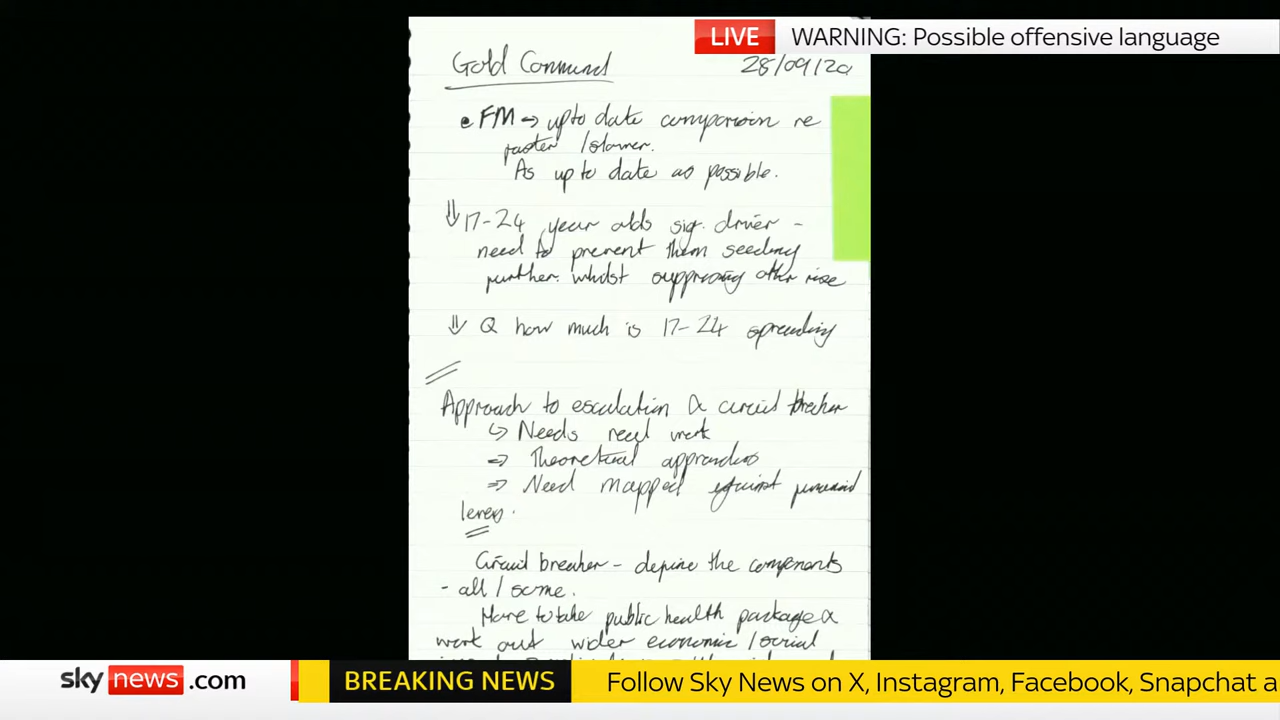 LIVE WARNING: Possible offensive language
Gold Command 28/09/20
FM → up to date comparison re
faster / slower.
As up to date as possible.
⇓ 17-24 year olds sig. driver -
need to prevent them seeding
further. whilst suppressing other rise
⇓ Q how much is 17-24 spreading
Approach to escalation & circuit breaker
↳ Needs real work
⇒ Theoretical
⇒ Need mapped against
levers.
Circuit breaker - define the components
- all / some.
Have to take public health package &
work out wider economic / social
sky news.com BREAKING NEWS Follow Sky News on X, Instagram, Facebook, Snapchat a